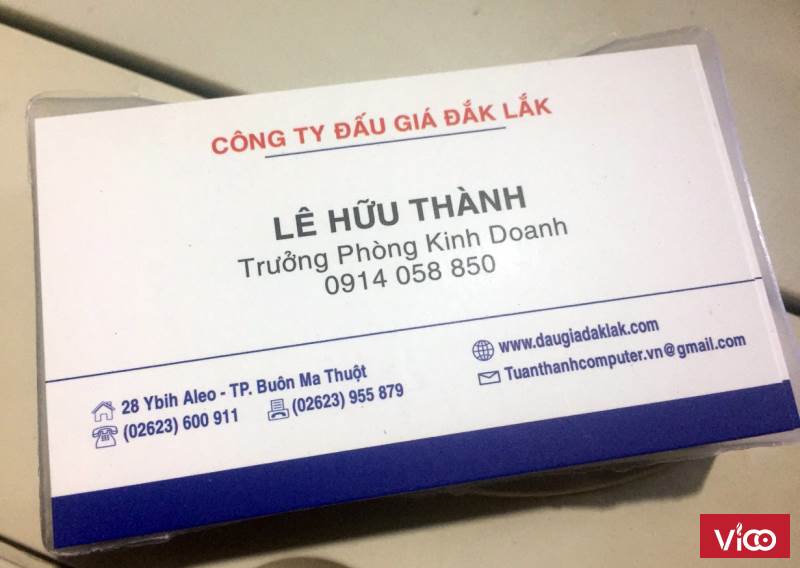 CÔNG TY ĐẤU GIÁ ĐẮK LẮK
LÊ HỮU THÀNH
Trưởng Phòng Kinh Doanh
0914 058 850
28 Ybih Aleo - TP. Buôn Ma Thuột
(02623) 600 911
(02623) 955 879
www.daugiadaklak.com
Tuanthanhcomputer.vn@gmail.com
vico